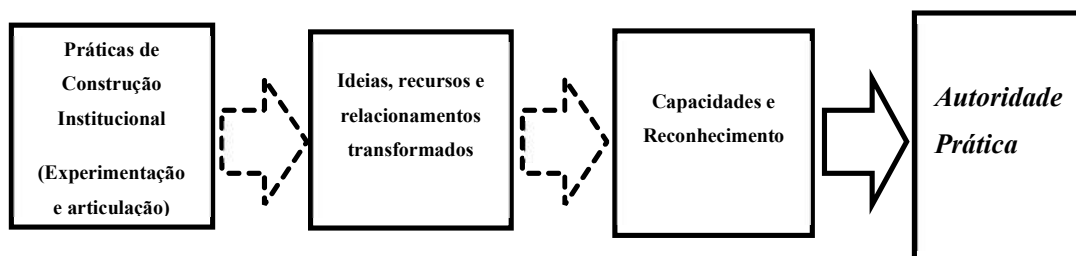 Práticas de
Construção
Institucional
(Experimentação
e articulação)
Ideias, recursos e
relacionamentos
transformados
Capacidades e
Reconhecimento
Autoridade
Prática